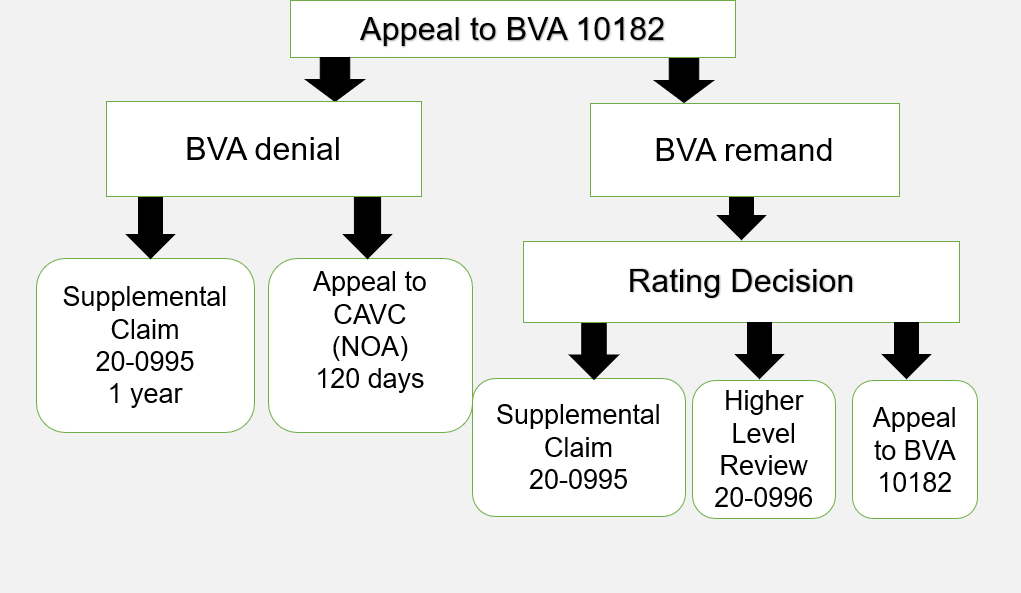 Appeal to BVA 10182
BVA denial
BVA remand
Supplemental
Claim
20-0995
1 year
Appeal to
CAVC
(NOA)
120 days
Rating Decision
Supplemental
Claim
20-0995
Higher
Level
Review
20-0996
Appeal
to BVA
10182